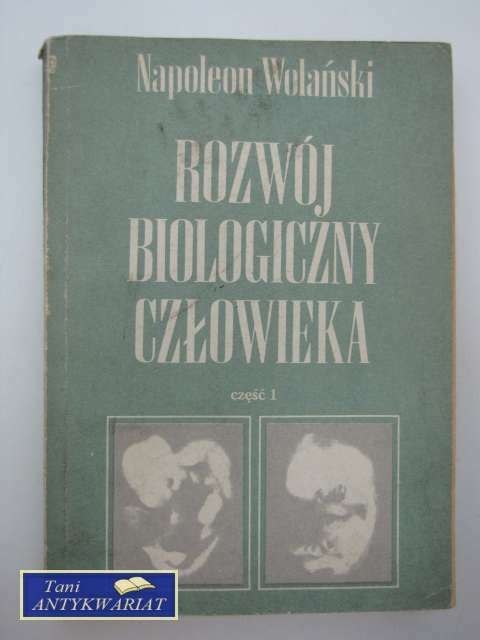 Napoleon Wolański
ROZWÓJ
BIOLOGICZNY
CZŁOWIEKA
część 1
Tani
ANTYKWARIAT